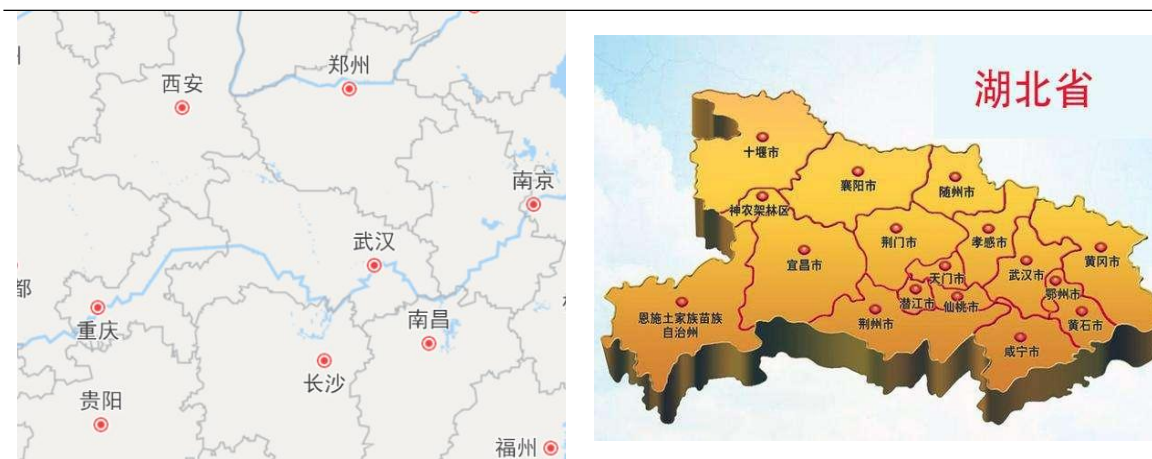 郑州
西安
南京
武汉
都
重庆
南昌
长沙
贵阳
福州
湖北省
十堰市
襄阳市
随州市
神农架林区
荆门市
孝感市
宜昌市
天门市
武汉市
黄冈市
潜江市
仙桃市
鄂州市
恩施土家族苗族
自治州
荆州市
黄石市
咸宁市